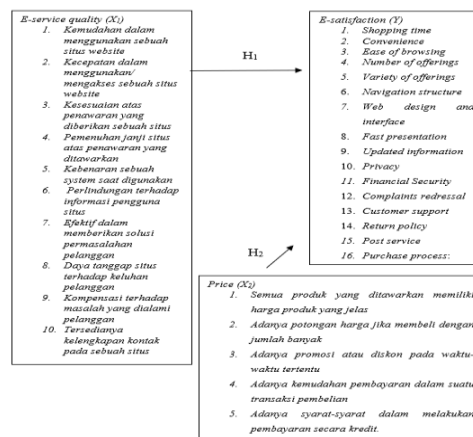 E-service quality (X1)
1. Kemudahan dalam
menggunakan sebuah
situs website
2. Kecepatan dalam
menggunakan/
mengakses sebuah situs
website
3. Kesesuaian atas
penawaran yang
diberikan sebuah situs
4. Pemenuhan janji situs
atas penawaran yang
ditawarkan
5. Kebenaran sebuah
system saat digunakan
6. Perlindungan terhadap
informasi pengguna
situs
7. Efektif dalam
memberikan solusi
permasalahan
pelanggan
8. Daya tanggap situs
terhadap keluhan
pelanggan
9. Kompensasi terhadap
masalah yang dialami
pelanggan
10. Tersedianya
kelengkapan kontak
pada sebuah situs
H1
E-satisfaction (Y)
1. Shopping time
2. Convenience
3. Ease of browsing
4. Number of offerings
5. Variety of offerings
6. Navigation structure
7. Web design and
interface
8. Fast presentation
9. Updated information
10. Privacy
11. Financial Security
12. Complaints redressal
13. Customer support
14. Return policy
15. Post service
16. Purchase process:
H2
Price (X2)
1. Semua produk yang ditawarkan memiliki
harga produk yang jelas
2. Adanya potongan harga jika membeli dengan
jumlah banyak
3. Adanya promosi atau diskon pada waktu-
waktu tertentu
4. Adanya kemudahan pembayaran dalam suatu
transaksi pembelian
5. Adanya syarat-syarat dalam melakukan
pembayaran secara kredit.